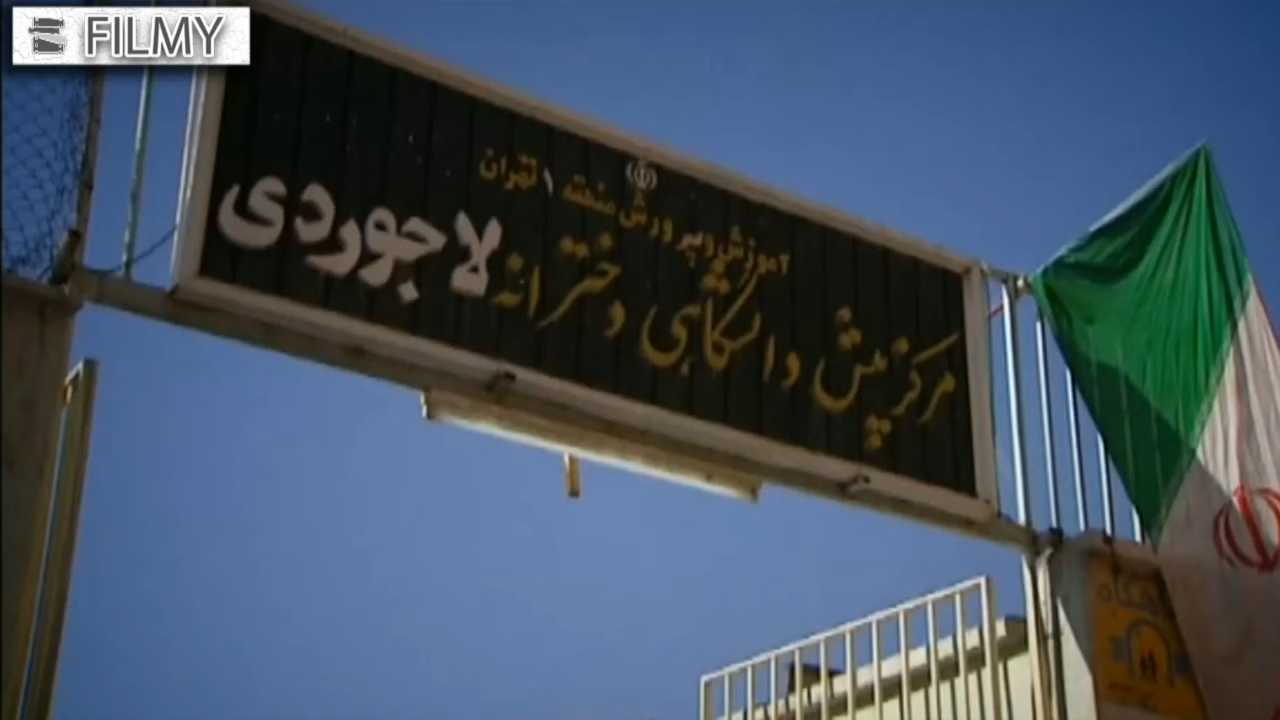 FILMY
آموزش و پرورش منطقه ۱ تهران
مرکز پیش دانشگاهی دخترانه لاجوردی